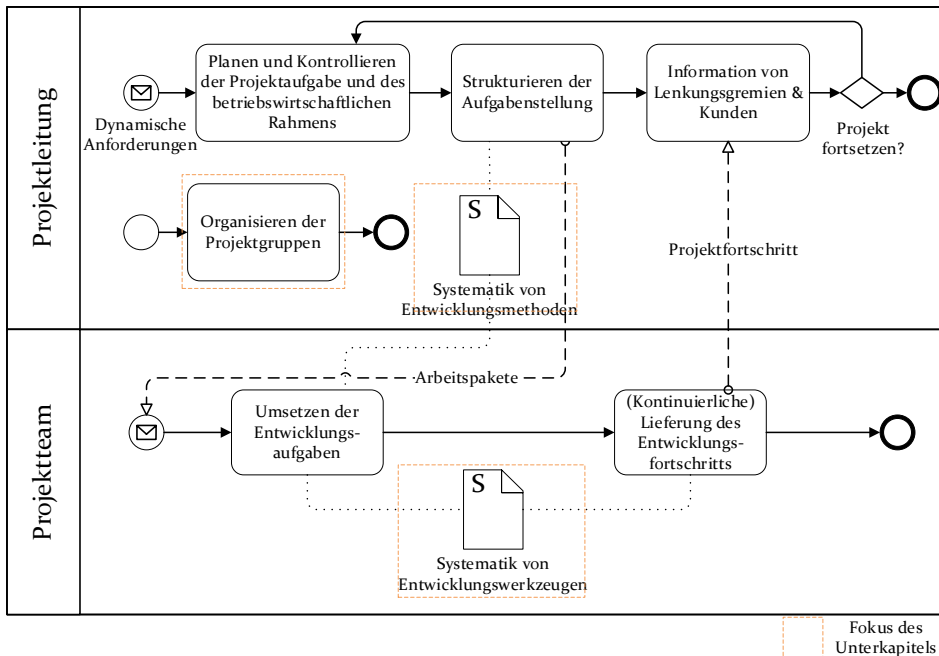 Projektleitung
Planen und Kontrollieren
der Projektaufgabe und des
betriebswirtschaftlichen
Rahmens
Strukturieren der
Aufgabenstellung
Information von
Lenkungsgremien &
Kunden
Dynamische
Anforderungen
Projekt
fortsetzen?
Organisieren der
Projektgruppen
S
Systematik von
Entwicklungsmethoden
Projektfortschritt
Projektteam
Arbeitspakete
Umsetzen der
Entwicklungs-
aufgaben
(Kontinuierliche)
Lieferung des
Entwicklungs-
fortschritts
S
Systematik von
Entwicklungswerkzeugen
Fokus des
Unterkapitels